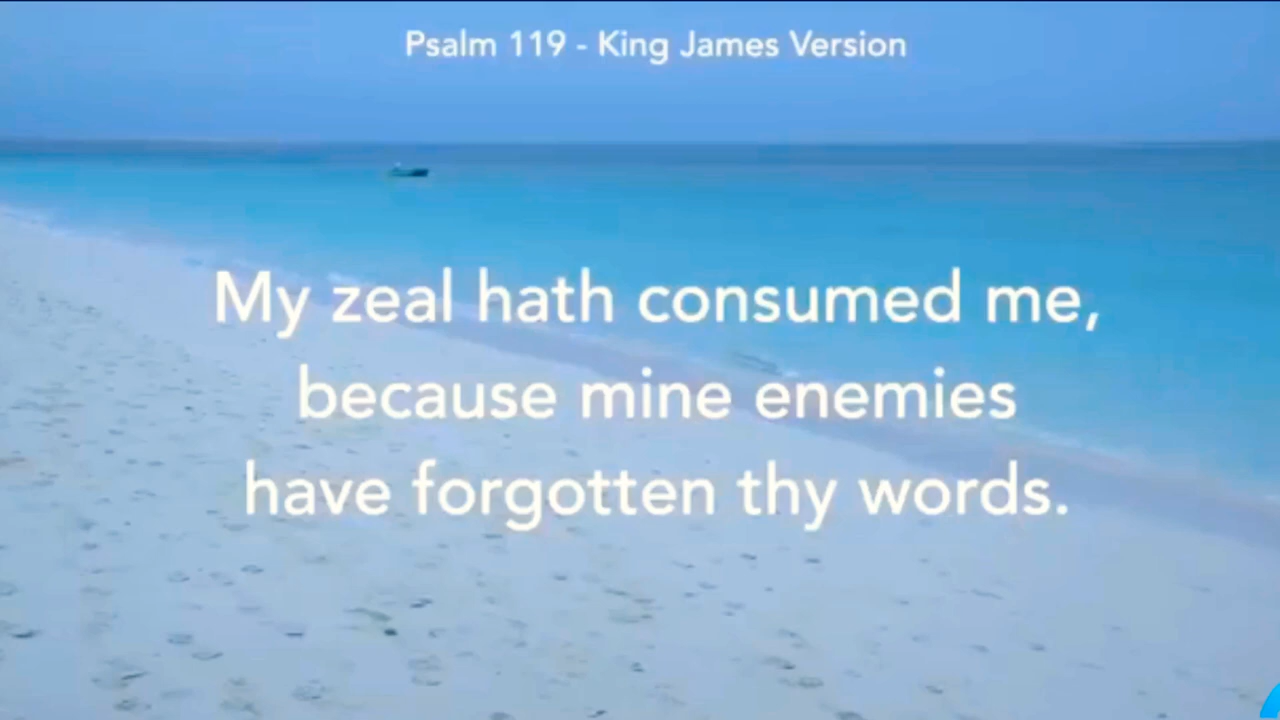 Psalm 119 - King James Version
My zeal hath consumed me,
because mine enemies
have forgotten thy words.